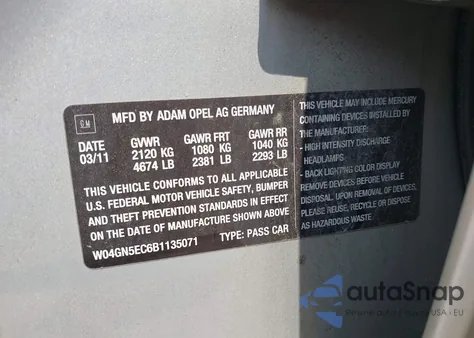 GM
MFD BY ADAM OPEL AG GERMANY
DATE GVWR GAWR FRT GAWR RR
03/11 2120 KG 1080 KG 1040 KG
4674 LB 2381 LB 2293 LB
THIS VEHICLE CONFORMS TO ALL APPLICABLE
U.S. FEDERAL MOTOR VEHICLE SAFETY, BUMPER
AND THEFT PREVENTION STANDARDS IN EFFECT
ON THE DATE OF MANUFACTURE SHOWN ABOVE
W04GN5EC6B1135071 TYPE: PASS CAR
THIS VEHICLE MAY INCLUDE MERCURY
CONTAINING DEVICES INSTALLED BY
THE MANUFACTURER:
- HIGH INTENSITY DISCHARGE
HEADLAMPS.
- BACK LIGHTING COLOR DISPLAY
REMOVE DEVICES BEFORE VEHICLE
DISPOSAL. UPON REMOVAL OF DEVICES,
PLEASE REUSE, RECYCLE OR DISPOSE
AS HAZARDOUS WASTE
autoSnap